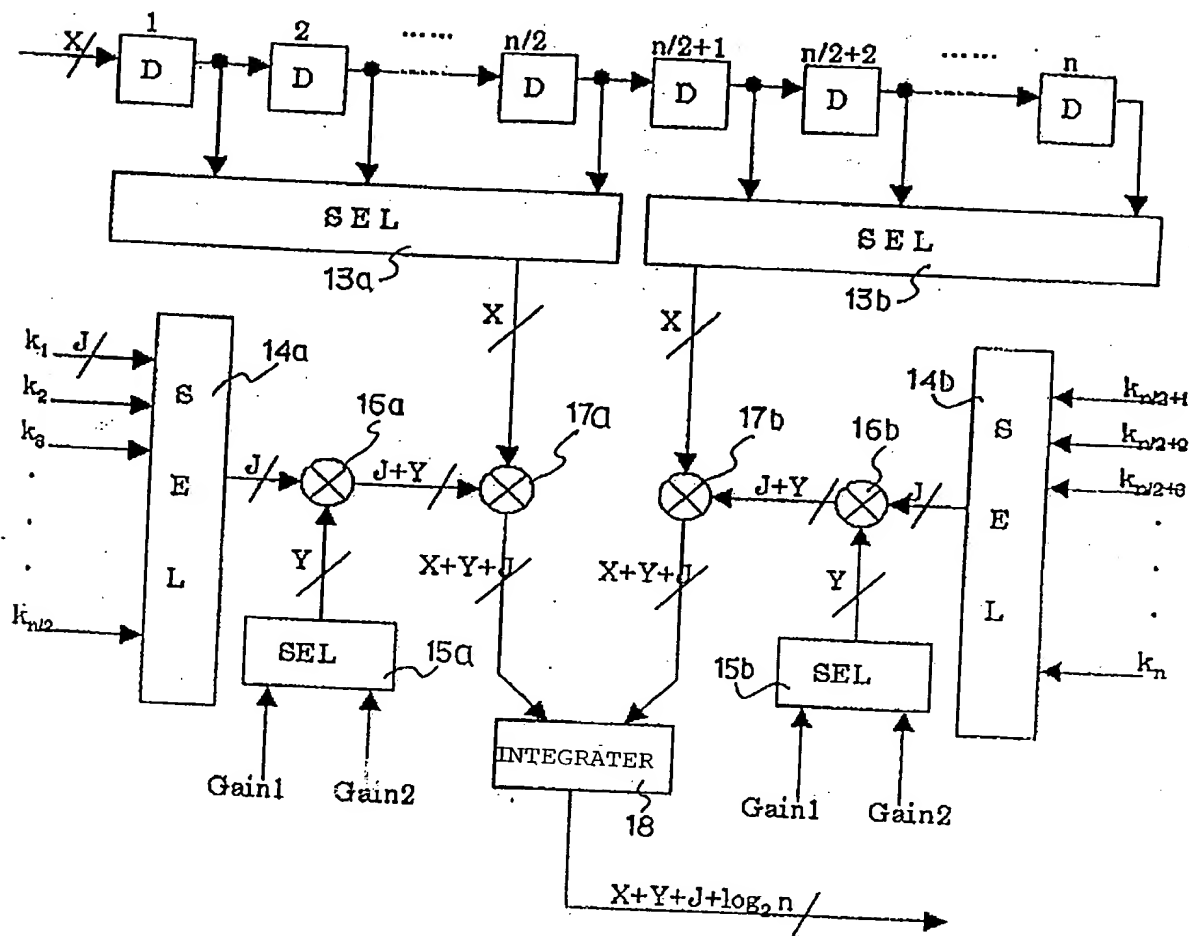 X 1 2 ...... n/2 n/2+1 n/2+2 ...... n
D D D D D D
SEL SEL
13a 13b
X X
k1 J 14a 14b kn/2+1
k2 kn/2+2
k3 16a 17a 17b 16b kn/2+3
S E L
J J+Y J+Y J
S E L
Y X+Y+J X+Y+J Y
kn/2 kn
SEL 15a 15b SEL
INTEGRATER
Gain1 Gain2 18 Gain1 Gain2
X+Y+J+log2 n